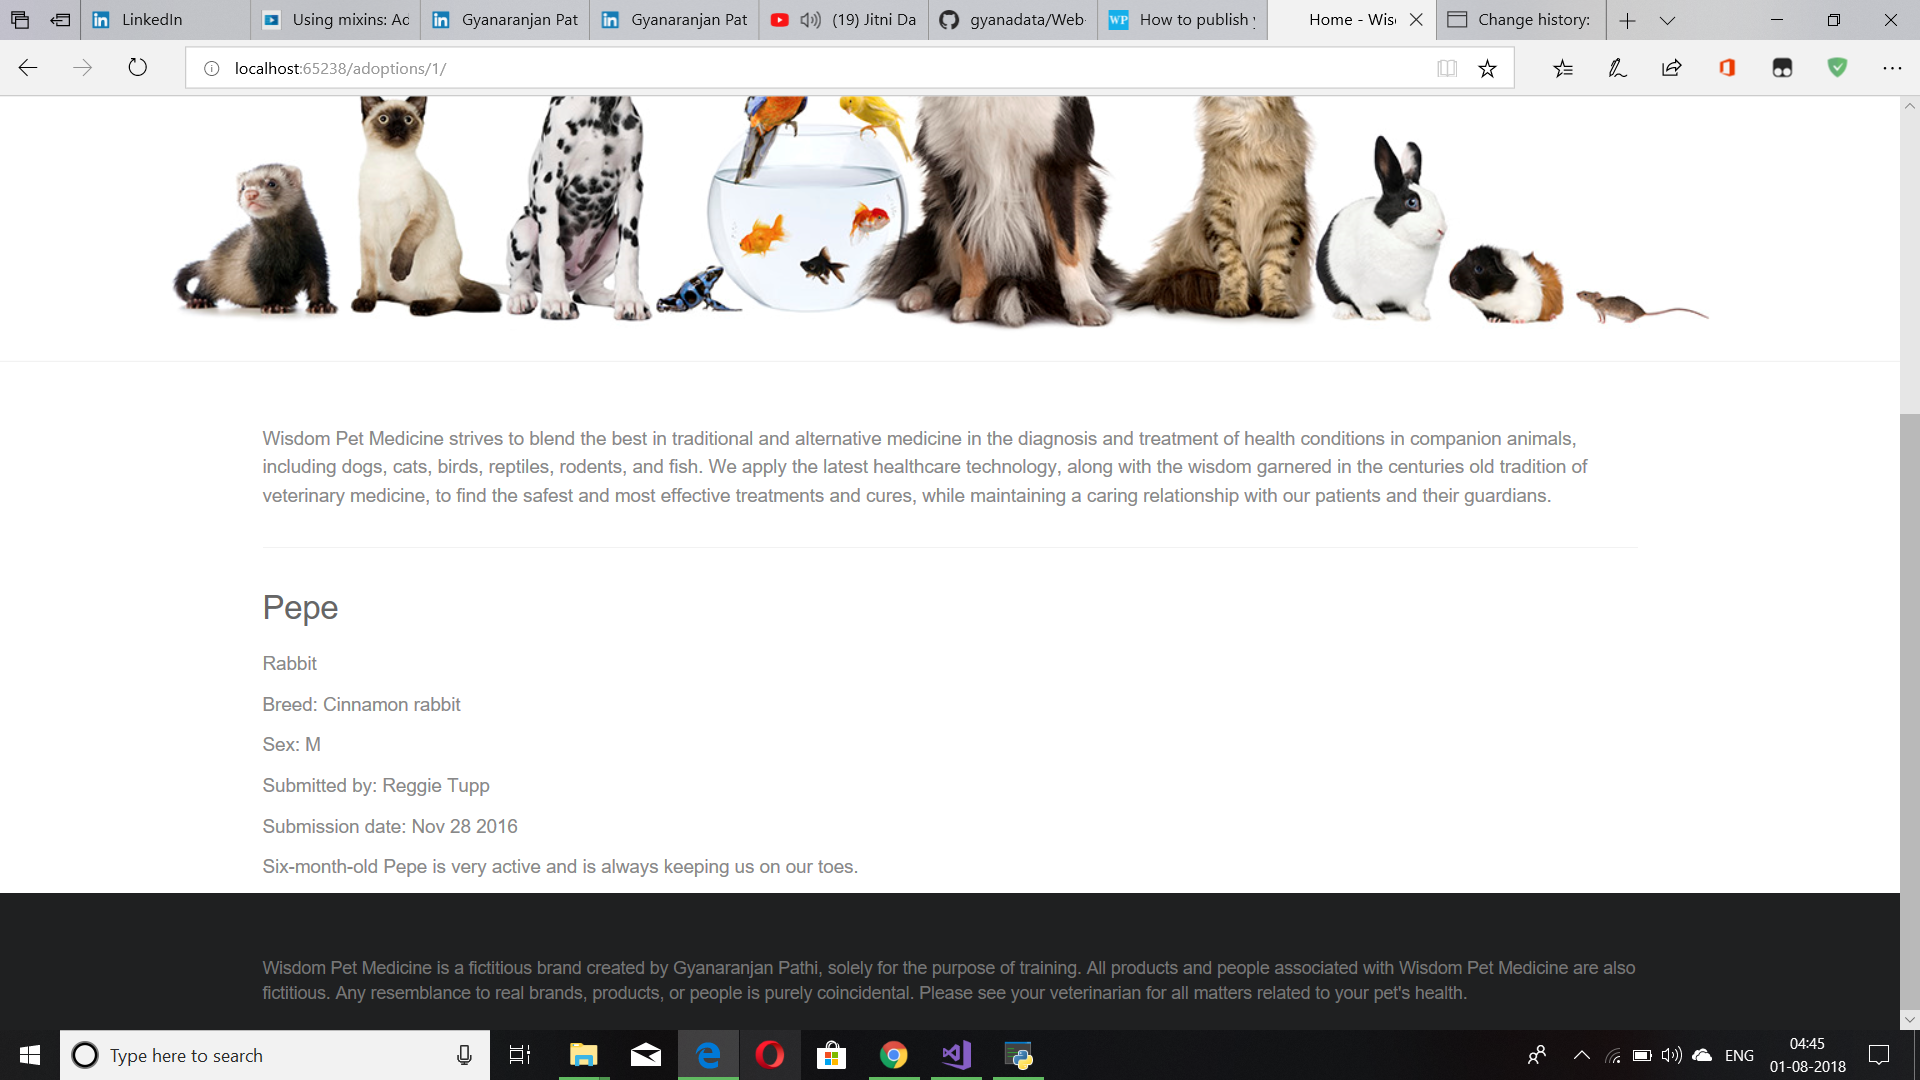 LinkedIn
Using mixins: Ad
Gyanaranjan Pat
Gyanaranjan Pat
(19) Jitni Da
gyanadata/Web-
WP How to publish y
Home - Wis
Change history:
localhost:65238/adoptions/1/
Wisdom Pet Medicine strives to blend the best in traditional and alternative medicine in the diagnosis and treatment of health conditions in companion animals,
including dogs, cats, birds, reptiles, rodents, and fish. We apply the latest healthcare technology, along with the wisdom garnered in the centuries old tradition of
veterinary medicine, to find the safest and most effective treatments and cures, while maintaining a caring relationship with our patients and their guardians.
Pepe
Rabbit
Breed: Cinnamon rabbit
Sex: M
Submitted by: Reggie Tupp
Submission date: Nov 28 2016
Six-month-old Pepe is very active and is always keeping us on our toes.
Wisdom Pet Medicine is a fictitious brand created by Gyanaranjan Pathi, solely for the purpose of training. All products and people associated with Wisdom Pet Medicine are also
fictitious. Any resemblance to real brands, products, or people is purely coincidental. Please see your veterinarian for all matters related to your pet's health.
Type here to search
ENG
04:45
01-08-2018